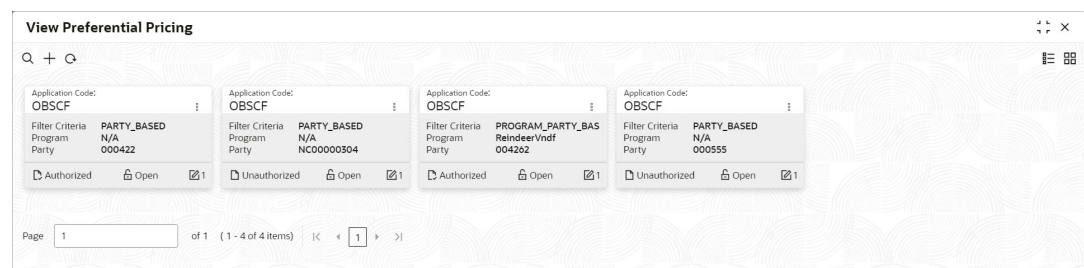 View Preferential Pricing
Application Code:
OBSCF
Filter Criteria PARTY_BASED
Program N/A
Party 000422
Authorized Open 1
Application Code:
OBSCF
Filter Criteria PARTY_BASED
Program N/A
Party NC00000304
Unauthorized Open 1
Application Code:
OBSCF
Filter Criteria PROGRAM_PARTY_BAS
Program ReindeerVndf
Party 004262
Authorized Open 1
Application Code:
OBSCF
Filter Criteria PARTY_BASED
Program N/A
Party 000555
Unauthorized Open 1
Page 1 of 1 ( 1 - 4 of 4 items) 1